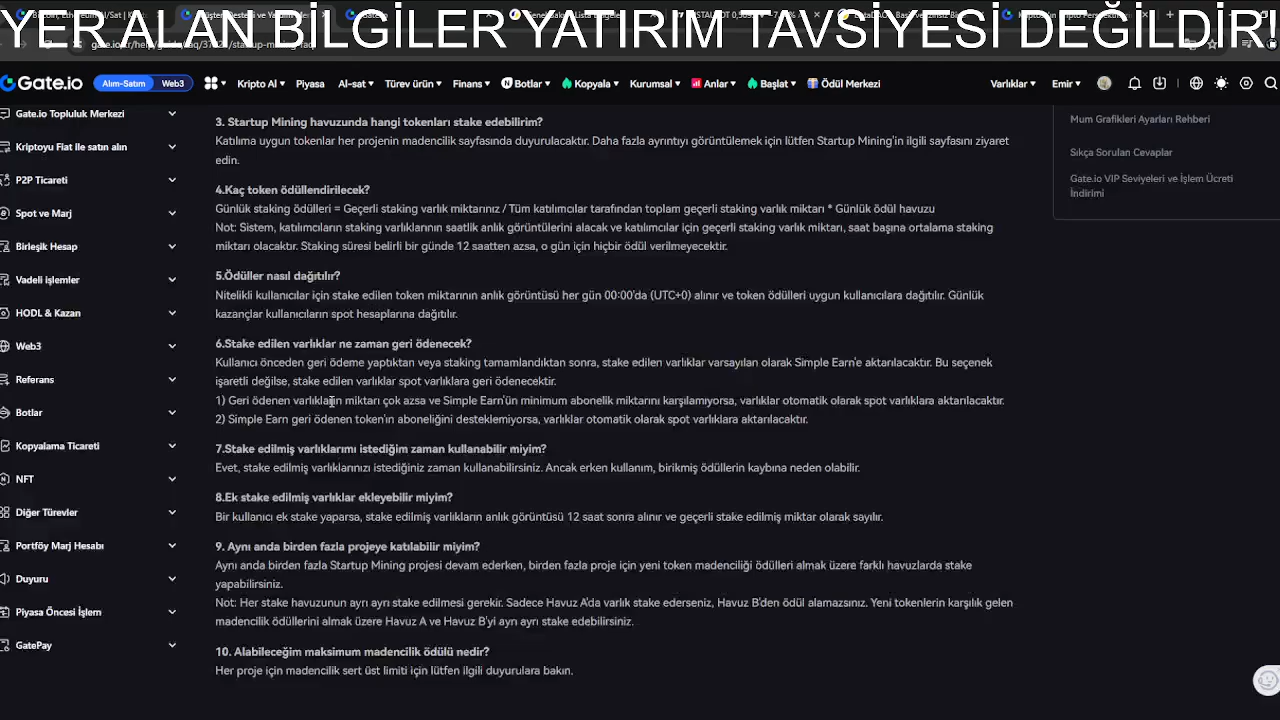 YER ALAN BİLGİLER YATIRIM TAVSİYESİ DEĞİLDİR!
Gate.io Alım-Satım Web3 Kripto Al Piyasa Al-sat Türev ürün Finans Botlar Kopyala Kurumsal Anlar Başlat Ödül Merkezi Varlıklar Emir
Gate.io Topluluk Merkezi
Kriptoyu Fiat ile satın alın
P2P Ticareti
Spot ve Marj
Birleşik Hesap
Vadeli işlemler
HODL & Kazan
Web3
Referans
Botlar
Kopyalama Ticareti
NFT
Diğer Türevler
Portföy Marj Hesabı
Duyuru
Piyasa Öncesi İşlem
GatePay
3. Startup Mining havuzunda hangi tokenları stake edebilirim?
Katılıma uygun tokenler her projenin madencilik sayfasında duyurulacaktır. Daha fazla ayrıntıyı görüntülemek için lütfen Startup Mining'in ilgili sayfasını ziyaret
edin.
4.Kaç token ödüllendirilecek?
Günlük staking ödülleri = Geçerli staking varlık miktarınız / Tüm katılımcılar tarafından toplam geçerli staking varlık miktarı * Günlük ödül havuzu
Not: Sistem, katılımcıların staking varlıklarının saatlik anlık görüntülerini alacak ve katılımcılar için geçerli staking varlık miktarı, saat başına ortalama staking
miktarı olacaktır. Staking süresi belirli bir günde 12 saatten azsa, o gün için hiçbir ödül verilmeyecektir.
5.Ödüller nasıl dağıtılır?
Nitelikli kullanıcılar için stake edilen token miktarının anlık görüntüsü her gün 00:00'da (UTC+0) alınır ve token ödülleri uygun kullanıcılara dağıtılır. Günlük
kazançlar kullanıcıların spot hesaplarına dağıtılır.
6.Stake edilen varlıklar ne zaman geri ödenecek?
Kullanıcı önceden geri ödeme yaptıktan veya staking tamamlandıktan sonra, stake edilen varlıklar varsayılan olarak Simple Earn'e aktarılacaktır. Bu seçenek
işaretli değilse, stake edilen varlıklar spot varlıklara geri ödenecektir.
1) Geri ödenen varlıkların miktarı çok azsa ve Simple Earn'ün minimum abonelik miktarını karşılamıyorsa, varlıklar otomatik olarak spot varlıklara aktarılacaktır.
2) Simple Earn geri ödenen token'ın aboneliğini desteklemiyorsa, varlıklar otomatik olarak spot varlıklara aktarılacaktır.
7.Stake edilmiş varlıklarımı istediğim zaman kullanabilir miyim?
Evet, stake edilmiş varlıklarınızı istediğiniz zaman kullanabilirsiniz. Ancak erken kullanım, birikmiş ödüllerin kaybına neden olabilir.
8.Ek stake edilmiş varlıklar ekleyebilir miyim?
Bir kullanıcı ek stake yaparsa, stake edilmiş varlıkların anlık görüntüsü 12 saat sonra alınır ve geçerli stake edilmiş miktar olarak sayılır.
9. Aynı anda birden fazla projeye katılabilir miyim?
Aynı anda birden fazla Startup Mining projesi devam ederken, birden fazla proje için yeni token madenciliği ödülleri almak üzere farklı havuzlarda stake
yapabilirsiniz.
Not: Her stake havuzunun ayrı ayrı stake edilmesi gerekir. Sadece Havuz A'da varlık stake ederseniz, Havuz B'den ödül alamazsınız. Yeni tokenlerin karşılık gelen
madencilik ödüllerini almak üzere Havuz A ve Havuz B'yi ayrı ayrı stake edebilirsiniz.
10. Alabileceğim maksimum madencilik ödülü nedir?
Her proje için madencilik sert üst limiti için lütfen ilgili duyurulara bakın.
Mum Grafikleri Ayarları Rehberi
Sıkça Sorulan Cevaplar
Gate.io VIP Seviyeleri ve İşlem Ücreti
İndirimi